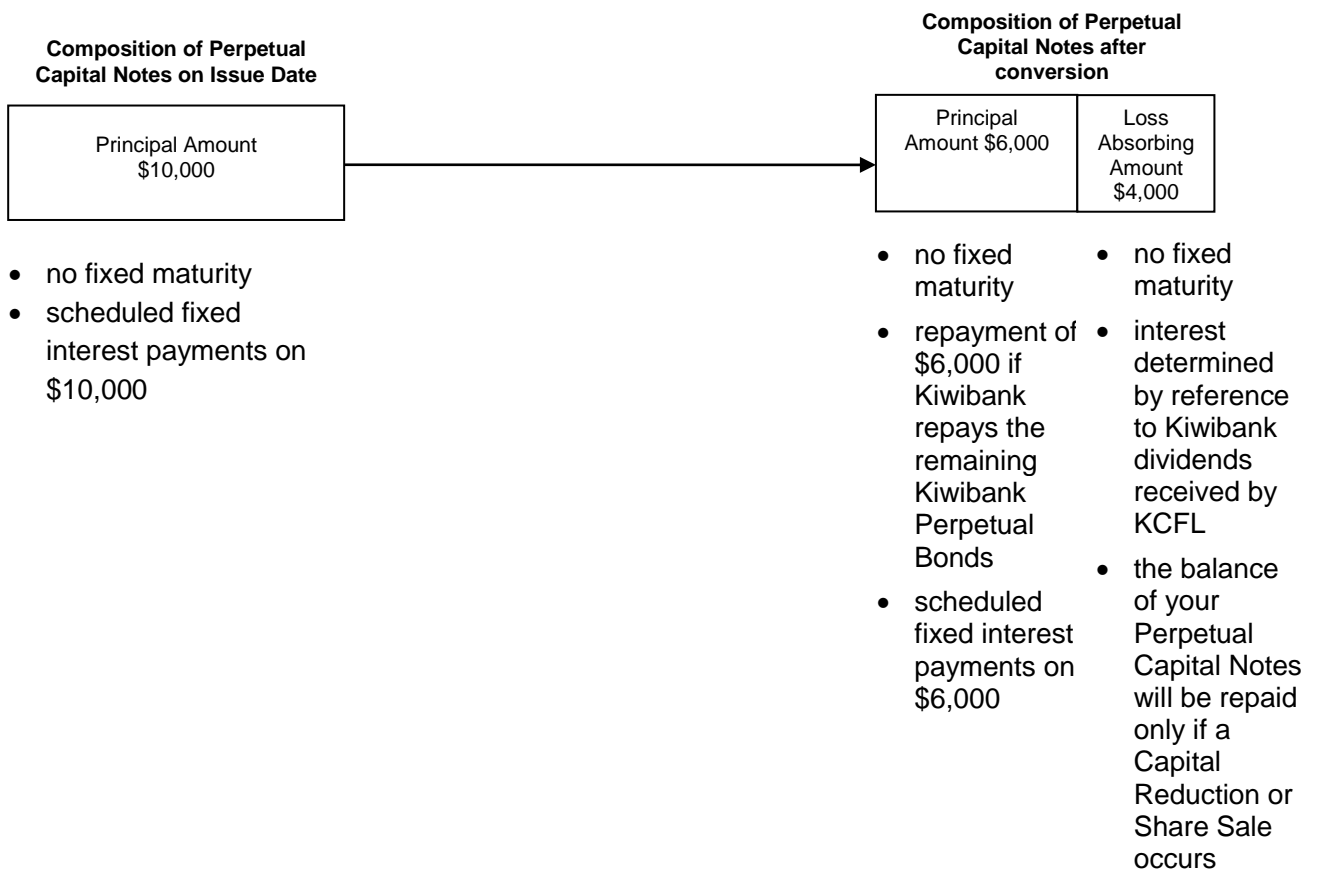 Composition of Perpetual
Capital Notes on Issue Date
Principal Amount
$10,000
• no fixed maturity
• scheduled fixed
interest payments on
$10,000
Composition of Perpetual
Capital Notes after
conversion
Principal
Amount $6,000
Loss
Absorbing
Amount
$4,000
• no fixed
maturity
• repayment of
$6,000 if
Kiwibank
repays the
remaining
Kiwibank
Perpetual
Bonds
• scheduled
fixed interest
payments on
$6,000
• no fixed
maturity
• interest
determined
by reference
to Kiwibank
dividends
received by
KCFL
• the balance
of your
Perpetual
Capital Notes
will be repaid
only if a
Capital
Reduction or
Share Sale
occurs